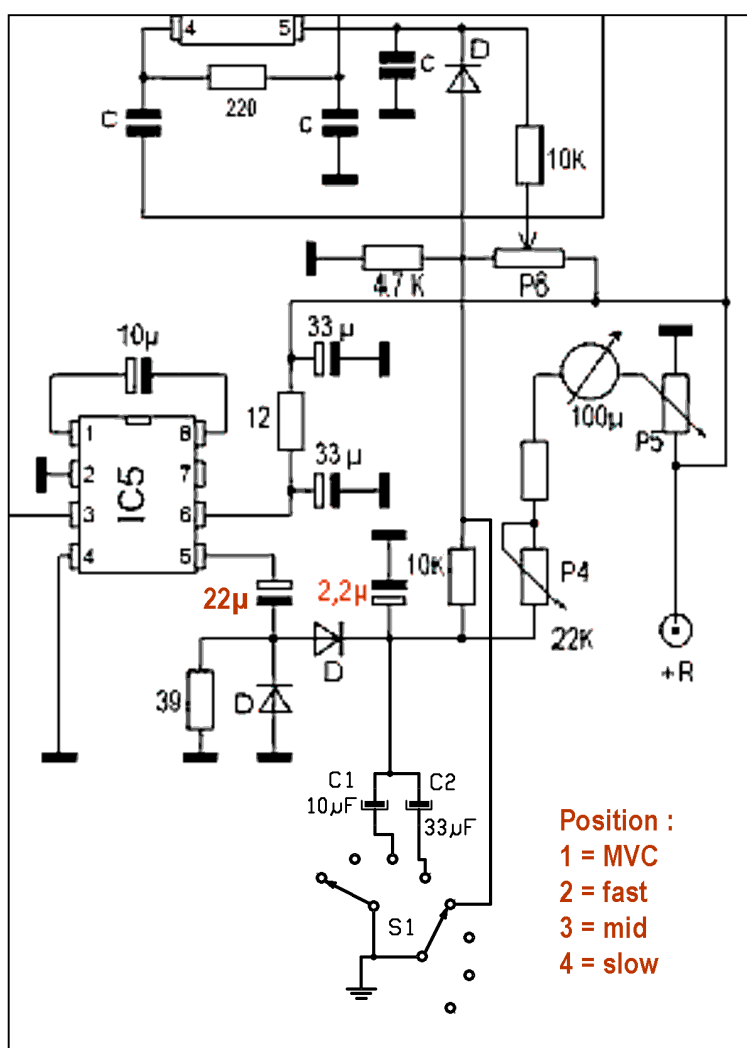 4 5
D
C
C
220
C
10K
4.7 K
P6
33 µ
10µ
100µ
P5
12
1 8
2 7
IC5
33 µ
3 6
4 5
10K
P4
22µ
2,2µ
22K
+R
D
39
D
C1
C2
10µF
33µF
Position :
1 = MVC
2 = fast
S1
3 = mid
4 = slow